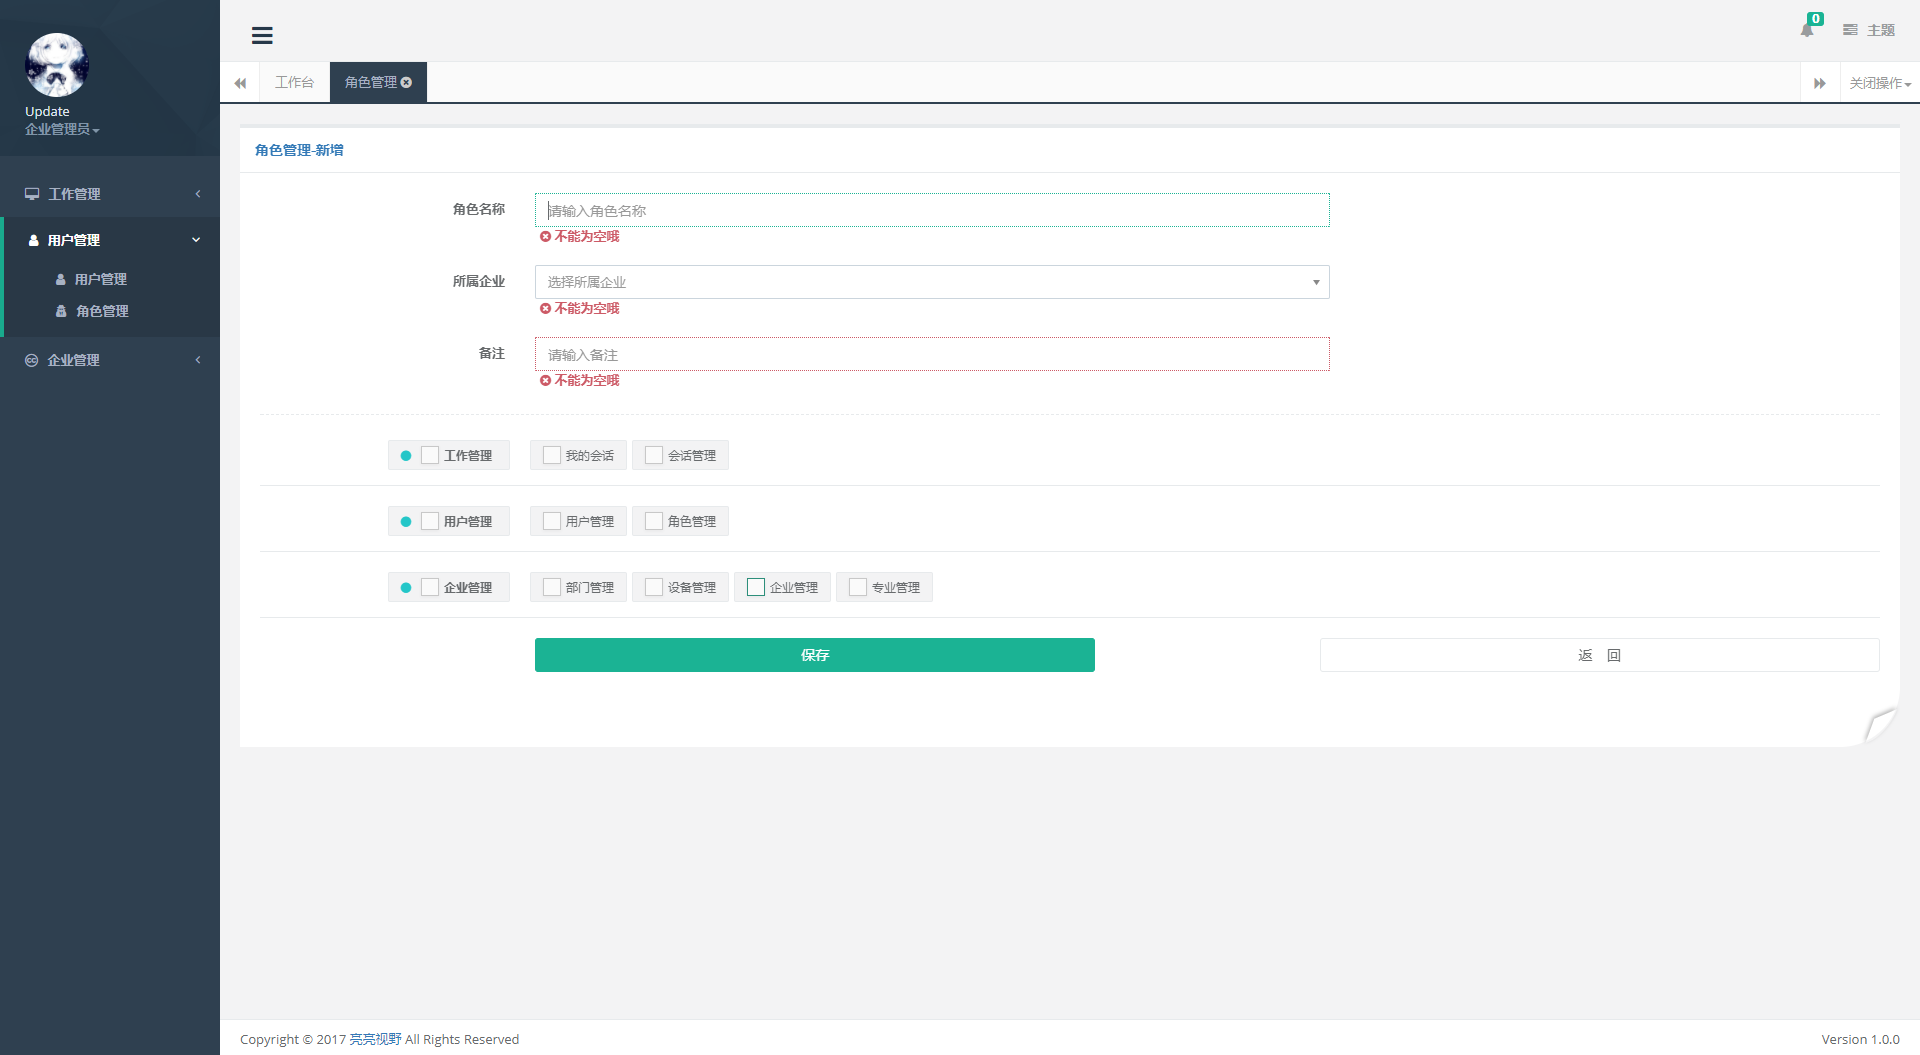 Update
企业管理员
工作管理
用户管理
用户管理
角色管理
企业管理
0
主题
工作台
角色管理
关闭操作
角色管理-新增
角色名称
请输入角色名称
不能为空哦
所属企业
选择所属企业
不能为空哦
备注
请输入备注
不能为空哦
工作管理 我的会话 会话管理
用户管理 用户管理 角色管理
企业管理 部门管理 设备管理 企业管理 专业管理
保存
返 回
Copyright © 2017 亮亮视野 All Rights Reserved
Version 1.0.0